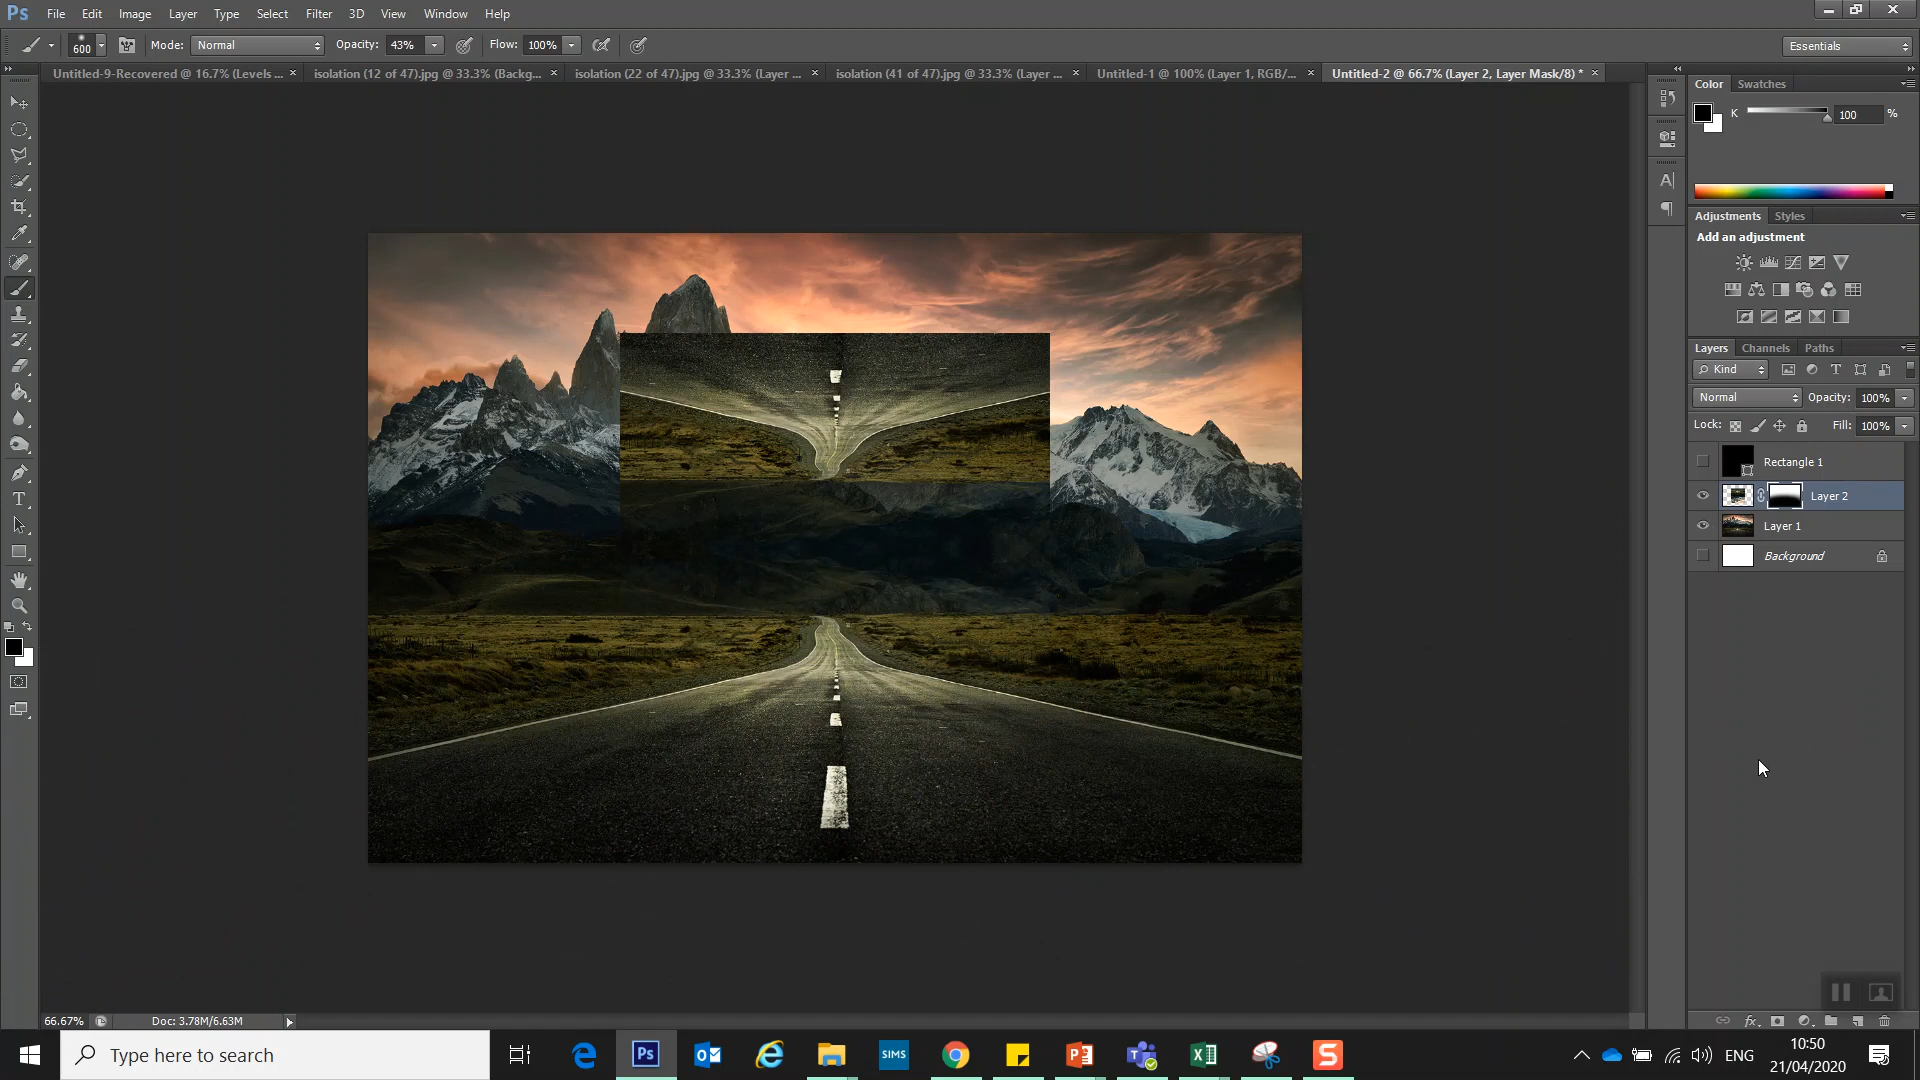 Ps File Edit Image Layer Type Select Filter 3D View Window Help
600 Mode: Normal Opacity: 43% Flow: 100% Essentials
Untitled-9-Recovered @ 16.7% (Levels ... × isolation (12 of 47).jpg @ 33.3% (Backg... × isolation (22 of 47).jpg @ 33.3% (Layer ... × isolation (41 of 47).jpg @ 33.3% (Layer ... × Untitled-1 @ 100% (Layer 1, RGB/... × Untitled-2 @ 66.7% (Layer 2, Layer Mask/8) * ×
Color Swatches
K 100 %
Adjustments Styles
Add an adjustment
Layers Channels Paths
Kind
Normal Opacity: 100%
Lock: Fill: 100%
Rectangle 1
Layer 2
Layer 1
Background
66.67% Doc: 3.78M/6.63M
Type here to search
Ps
SIMS
ENG
10:50
21/04/2020